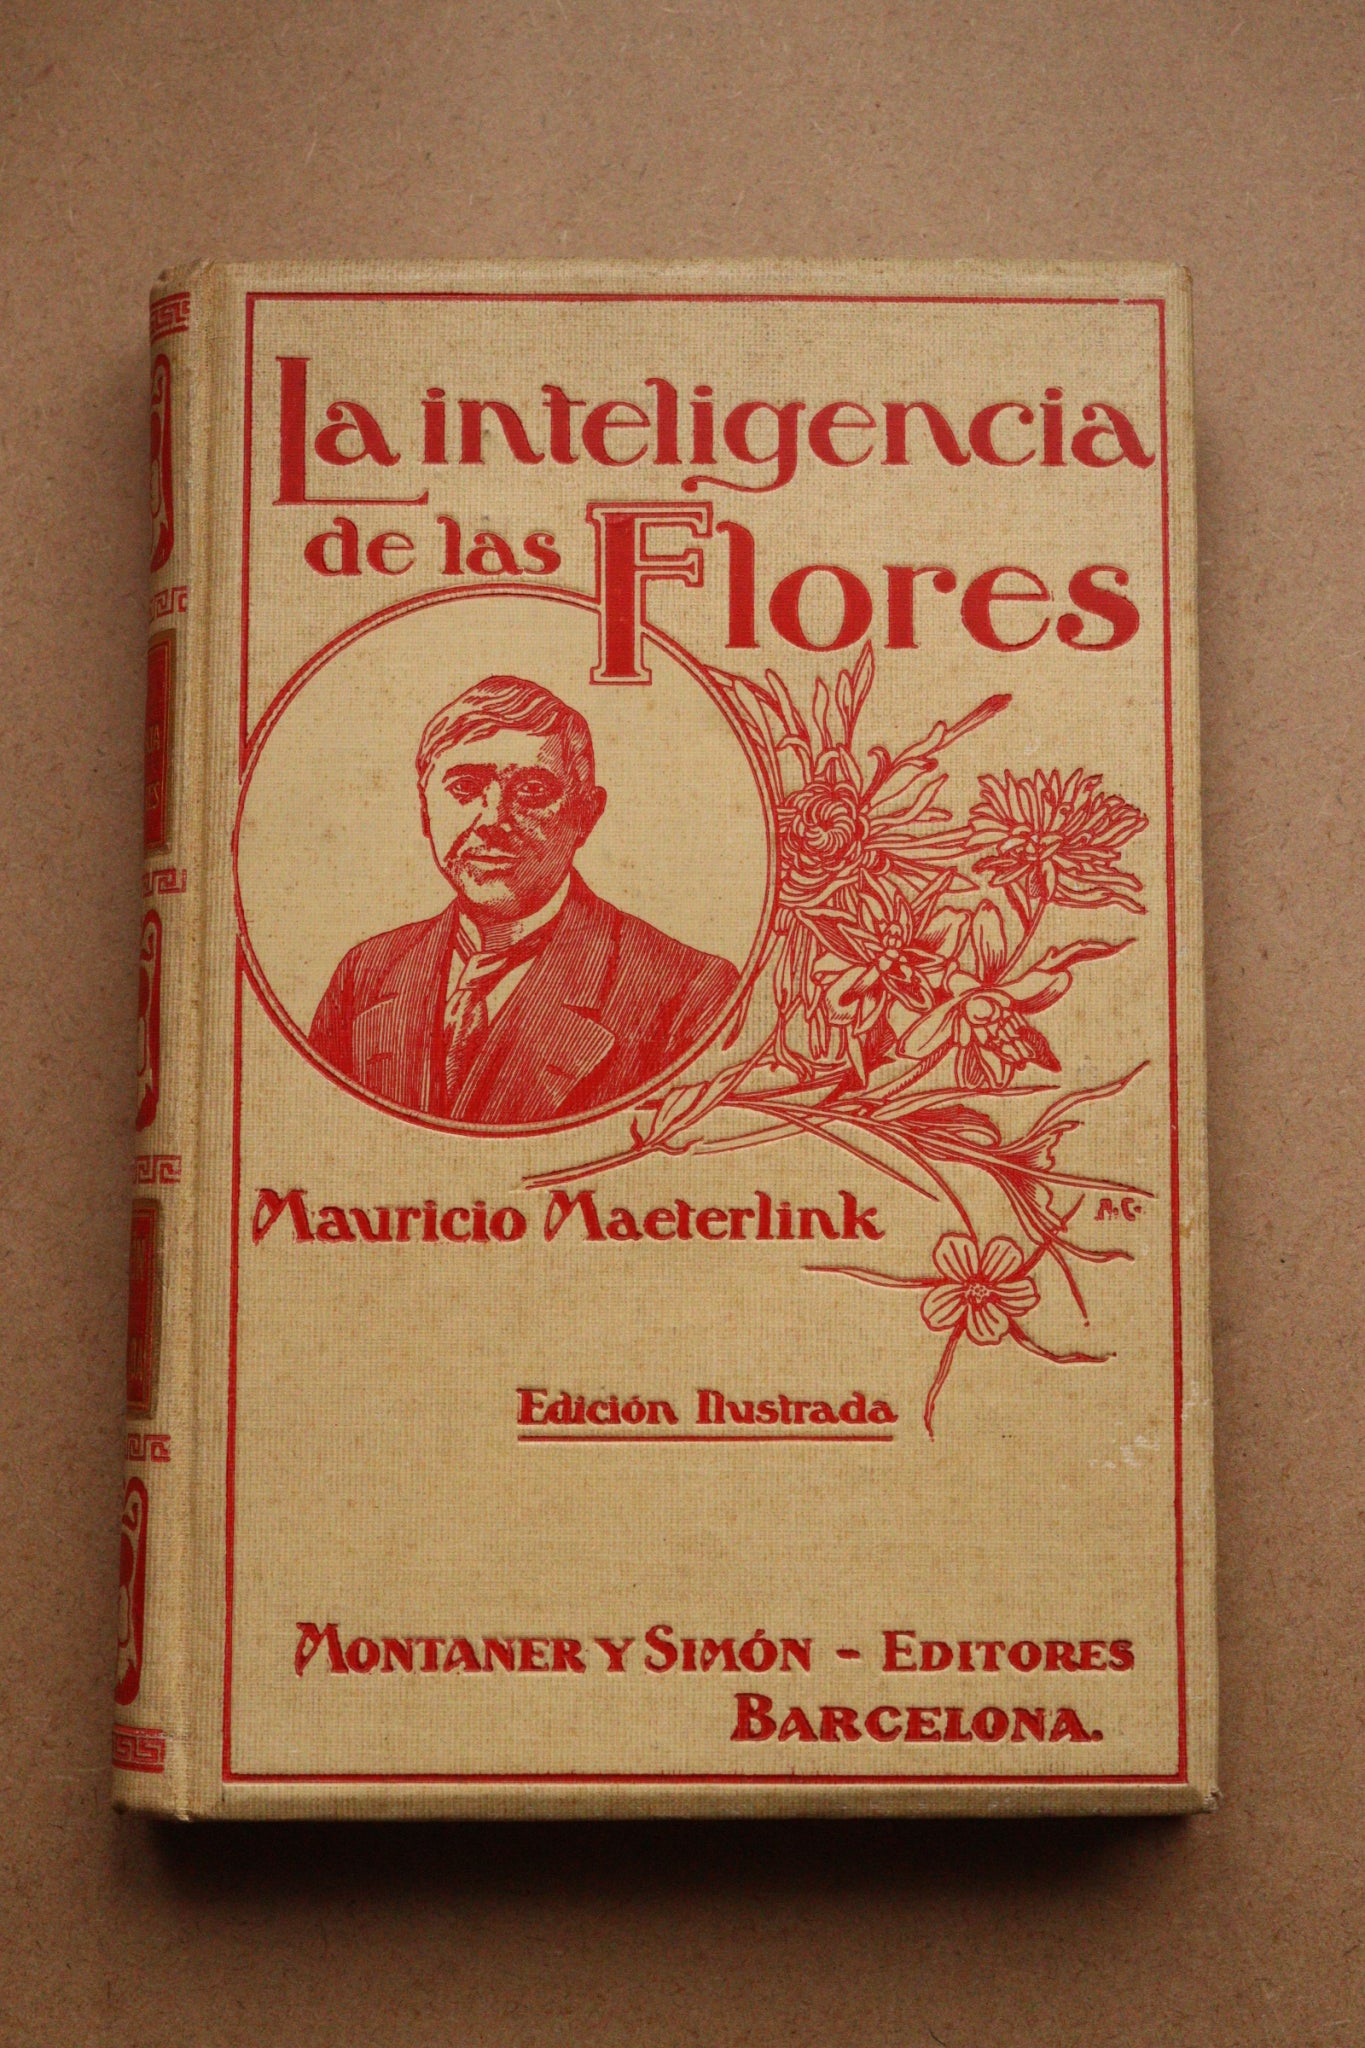 La inteligencia
de las Flores
Mauricio Maeterlink
A.C.
Edición Ilustrada
MONTANER Y SIMÓN - EDITORES
BARCELONA.